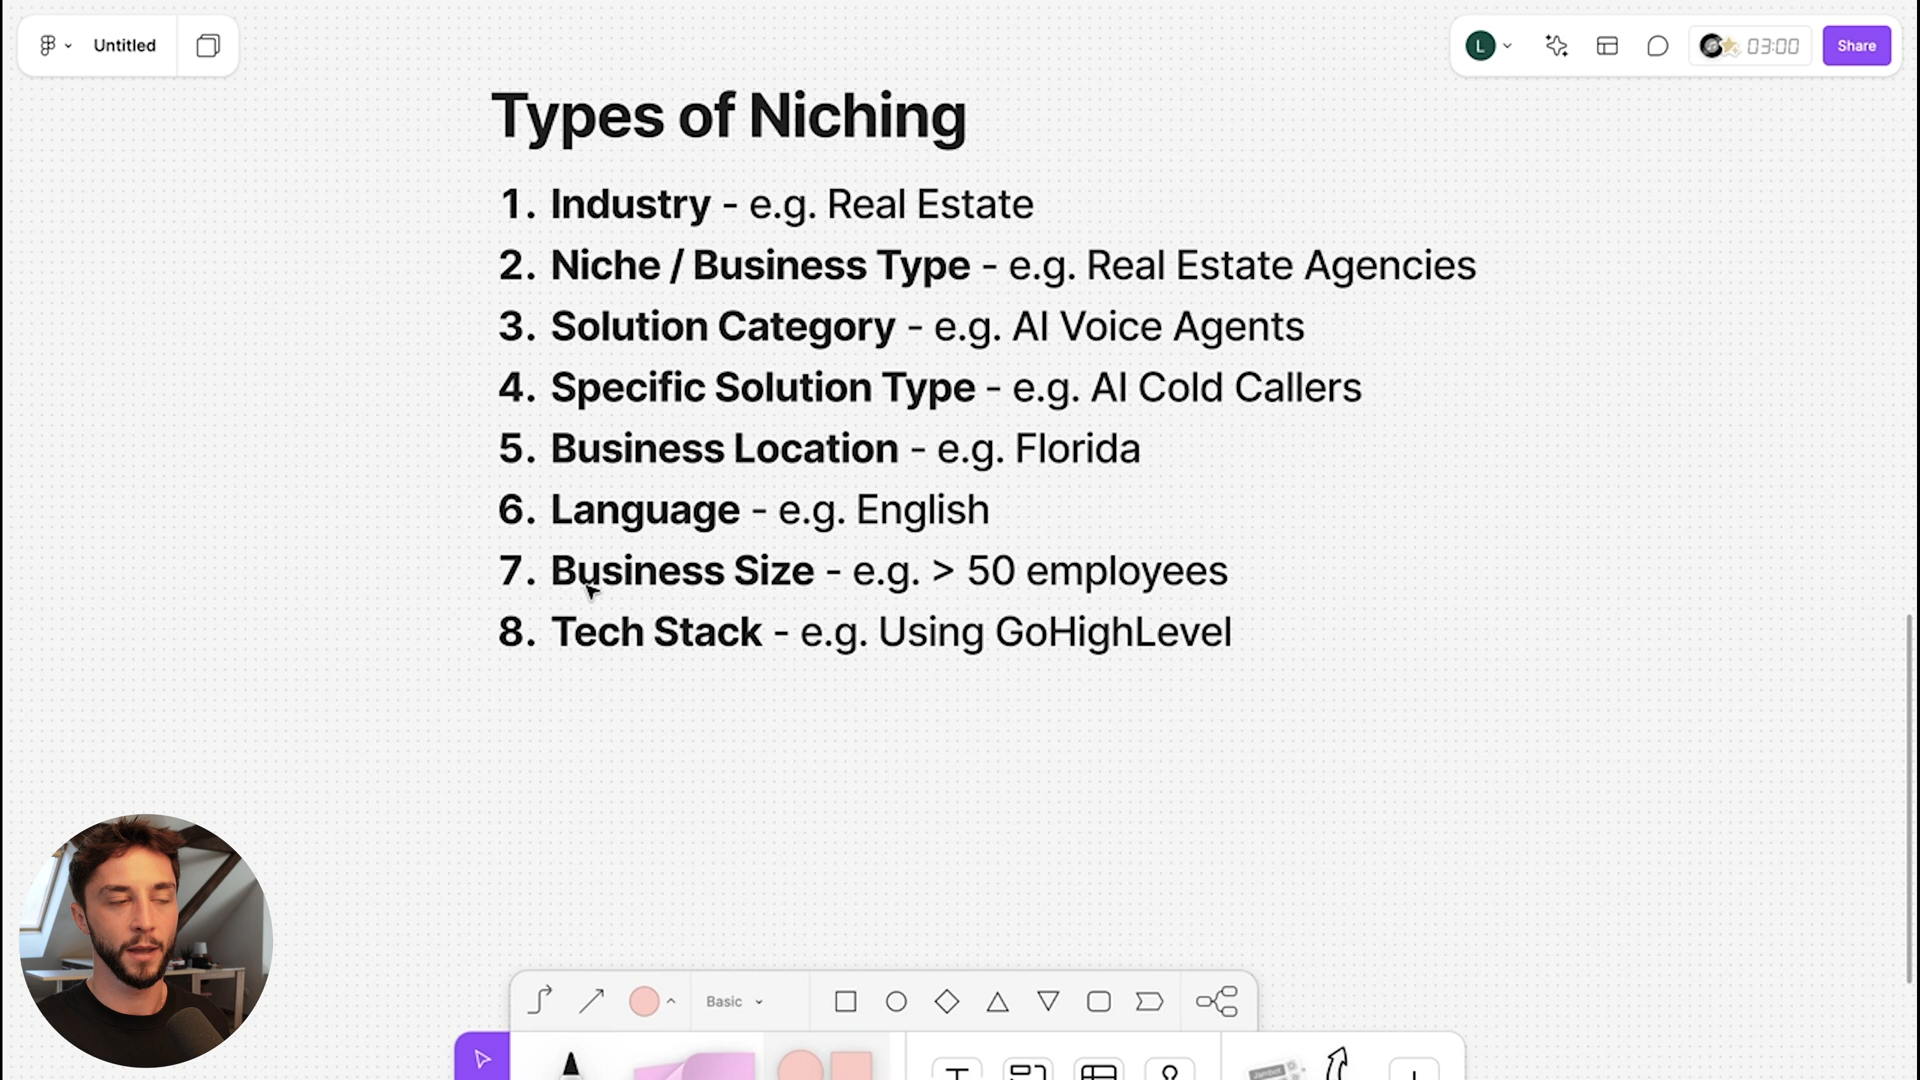 Untitled
L
03:00
Share
Types of Niching
1. Industry - e.g. Real Estate
2. Niche / Business Type - e.g. Real Estate Agencies
3. Solution Category - e.g. AI Voice Agents
4. Specific Solution Type - e.g. AI Cold Callers
5. Business Location - e.g. Florida
6. Language - e.g. English
7. Business Size - e.g. > 50 employees
8. Tech Stack - e.g. Using GoHighLevel
Basic